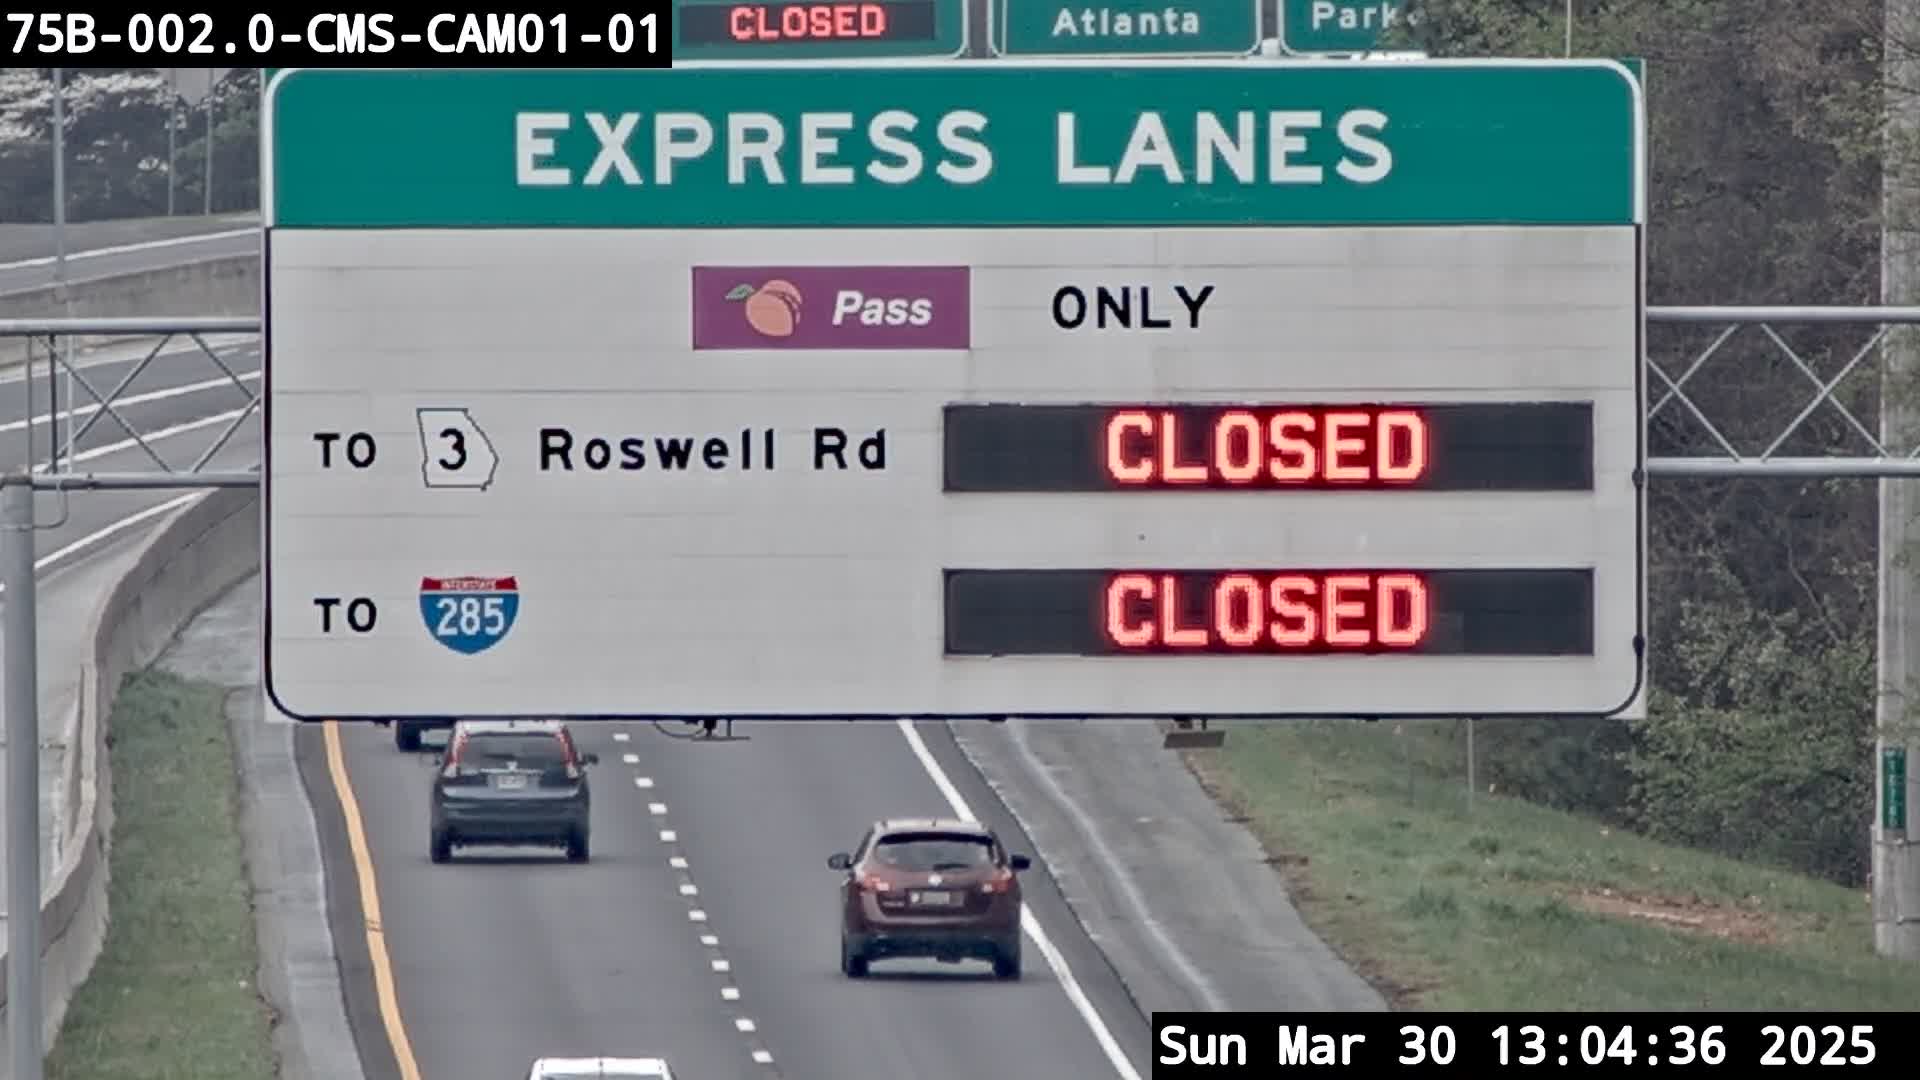 75B-002.0-CMS-CAM01-01
CLOSED
Atlanta
EXPRESS LANES
Pass ONLY
TO 3 Roswell Rd CLOSED
TO INTERSTATE 285 CLOSED
Sun Mar 30 13:04:36 2025